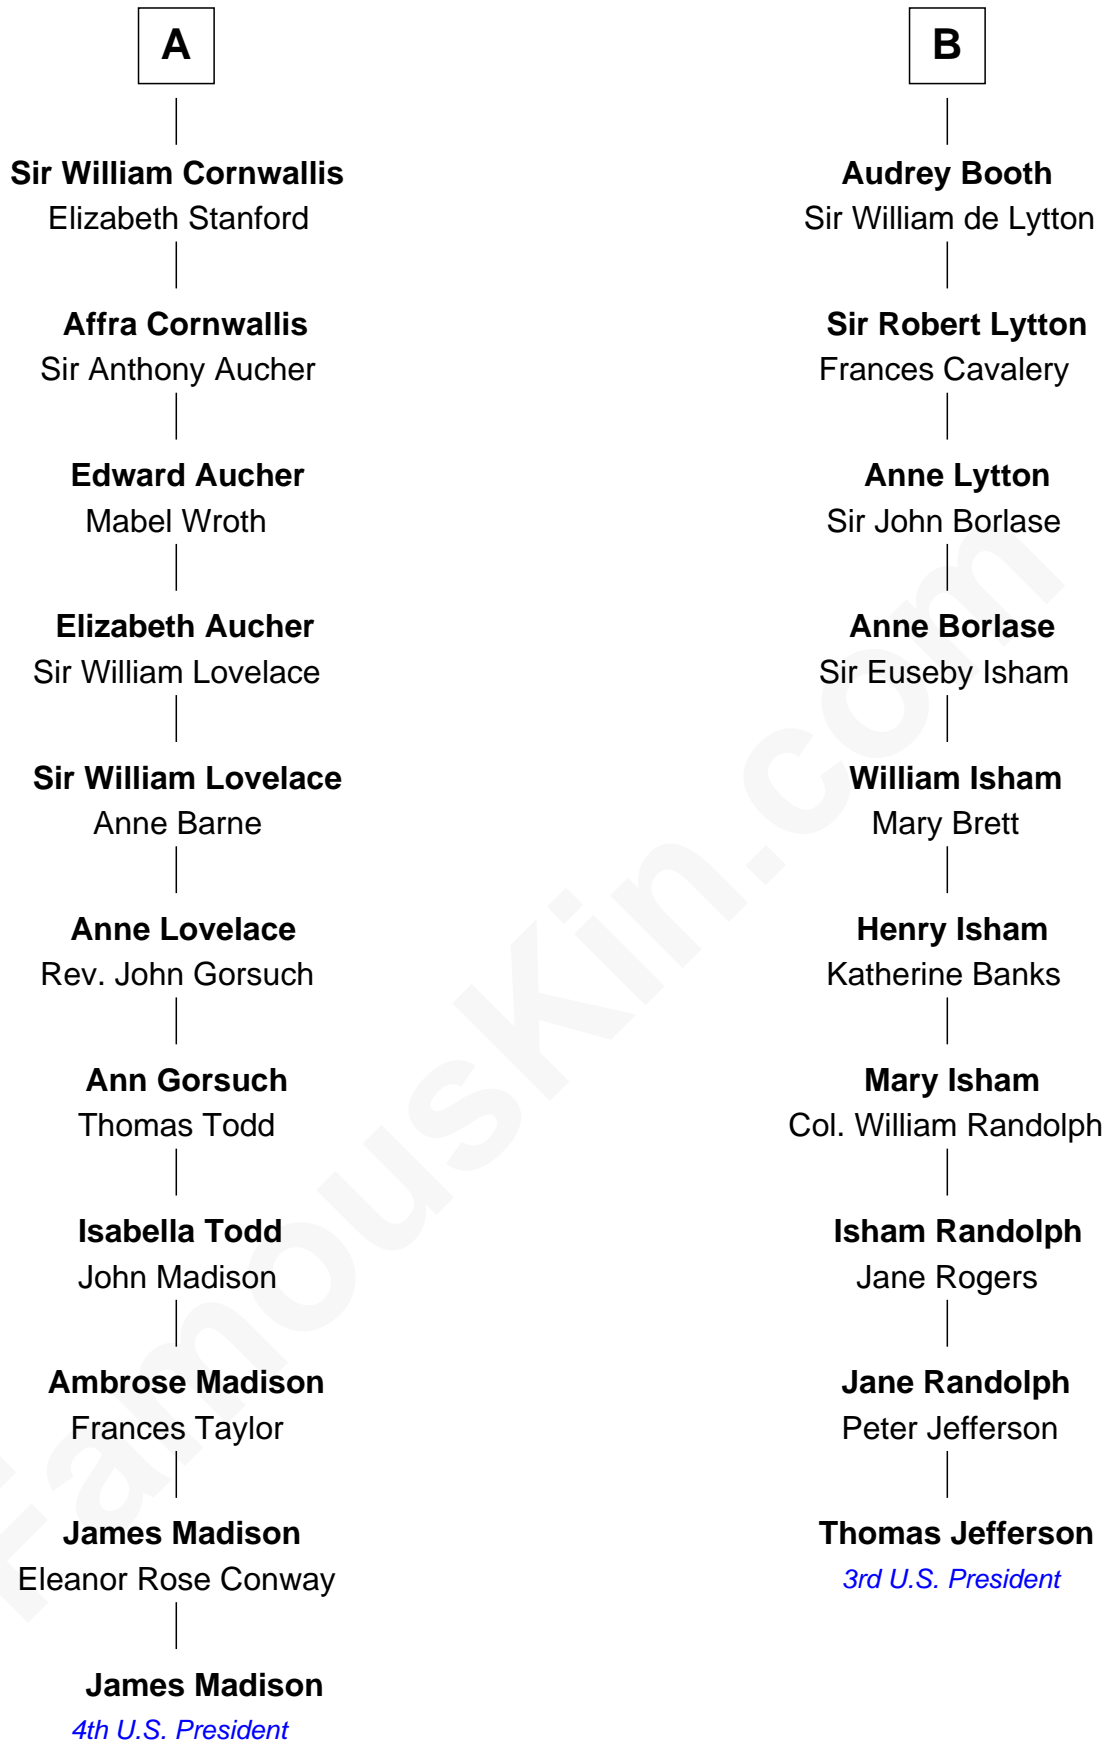 A
Sir William Cornwallis
Elizabeth Stanford
Affra Cornwallis
Sir Anthony Aucher
Edward Aucher
Mabel Wroth
Elizabeth Aucher
Sir William Lovelace
Sir William Lovelace
Anne Barne
Anne Lovelace
Rev. John Gorsuch
Ann Gorsuch
Thomas Todd
Isabella Todd
John Madison
Ambrose Madison
Frances Taylor
James Madison
Eleanor Rose Conway
James Madison
4th U.S. President
B
Audrey Booth
Sir William de Lytton
Sir Robert Lytton
Frances Cavalery
Anne Lytton
Sir John Borlase
Anne Borlase
Sir Euseby Isham
William Isham
Mary Brett
Henry Isham
Katherine Banks
Mary Isham
Col. William Randolph
Isham Randolph
Jane Rogers
Jane Randolph
Peter Jefferson
Thomas Jefferson
3rd U.S. President
FamousKin.com